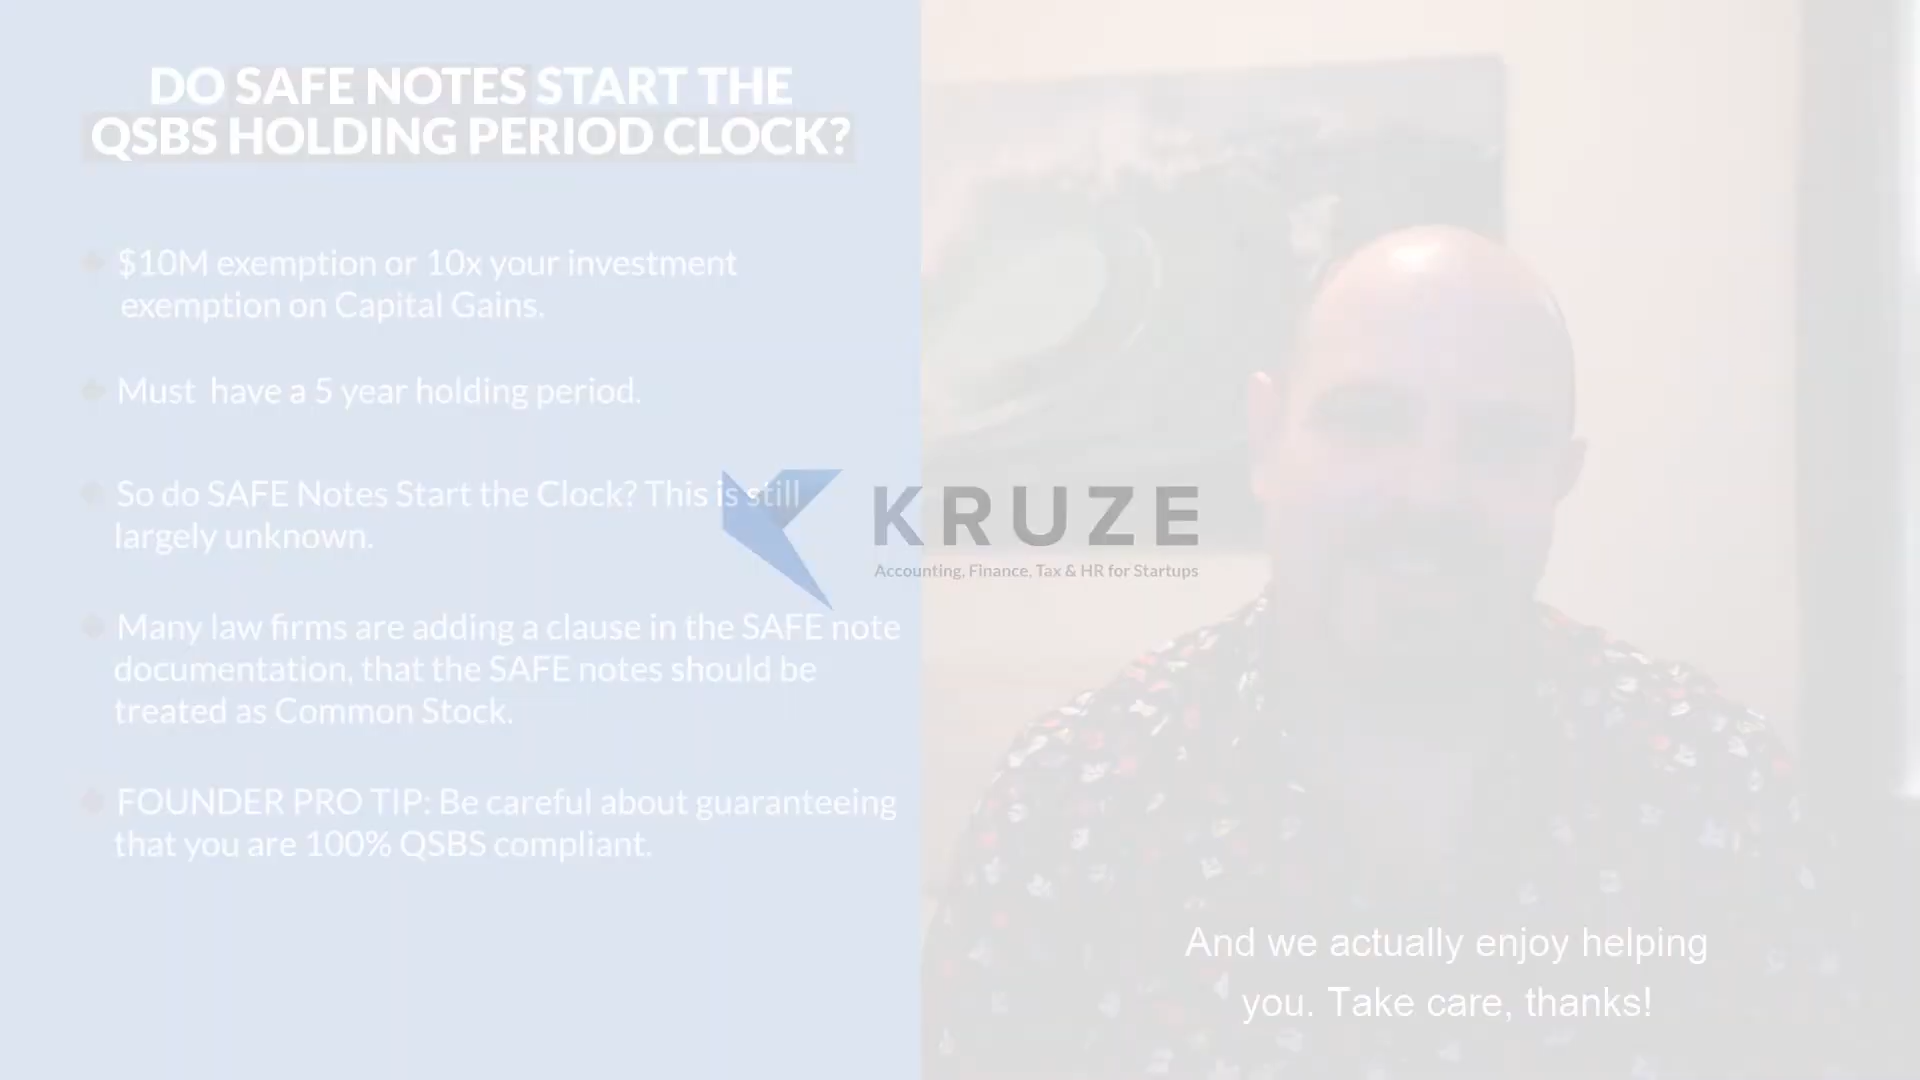 DO SAFE NOTES START THE
QSBS HOLDING PERIOD CLOCK?
$10M exemption or 10x your investment
exemption on Capital Gains.
Must have a 5 year holding period.
So do SAFE Notes Start the Clock? This is still
largely unknown.
Many law firms are adding a clause in the SAFE note
documentation, that the SAFE notes should be
treated as Common Stock.
FOUNDER PRO TIP: Be careful about guaranteeing
that you are 100% QSBS compliant.
KRUZE
Accounting, Finance, Tax & HR for Startups
And we actually enjoy helping
you. Take care, thanks!